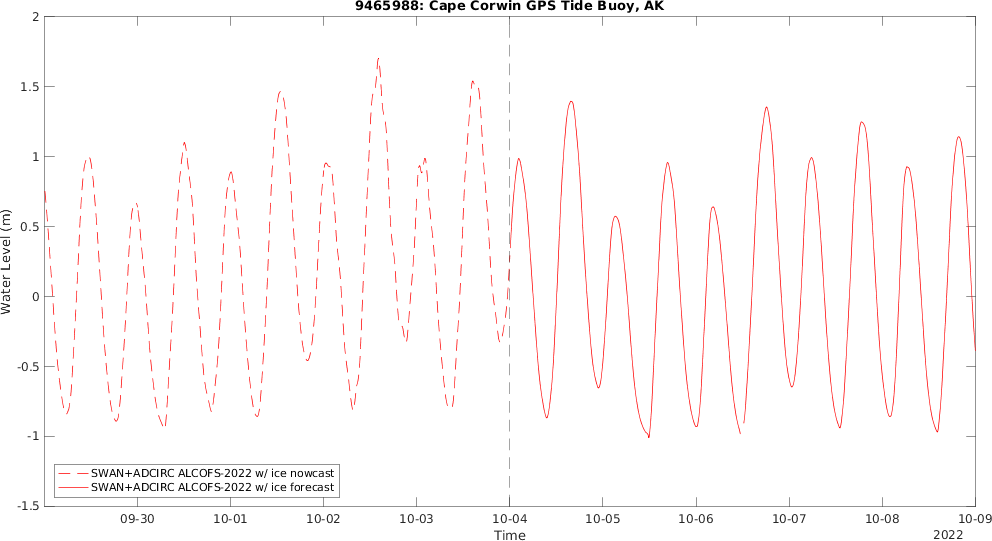 9465988: Cape Corwin GPS Tide Buoy, AK
2
1.5
1
0.5
0
-0.5
-1
-1.5
Water Level (m)
SWAN+ADCIRC ALCOFS-2022 w/ ice nowcast
SWAN+ADCIRC ALCOFS-2022 w/ ice forecast
09-30 10-01 10-02 10-03 10-04 10-05 10-06 10-07 10-08 10-09
Time
2022